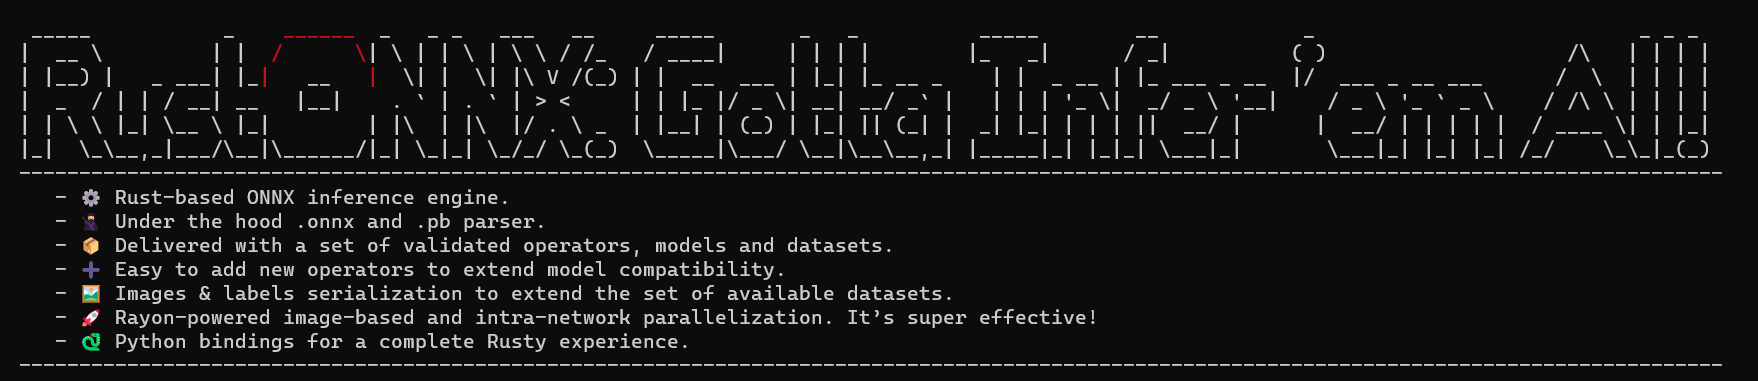 RustONNX: Gotta Infer 'em All!
- Rust-based ONNX inference engine.
- Under the hood .onnx and .pb parser.
- Delivered with a set of validated operators, models and datasets.
- Easy to add new operators to extend model compatibility.
- Images & labels serialization to extend the set of available datasets.
- Rayon-powered image-based and intra-network parallelization. It's super effective!
- Python bindings for a complete Rusty experience.